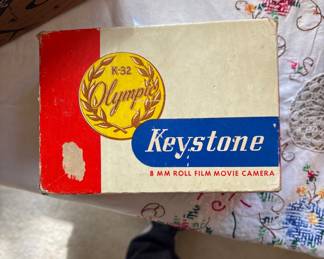 K-32
Olympic
Keystone
8 MM ROLL FILM MOVIE CAMERA